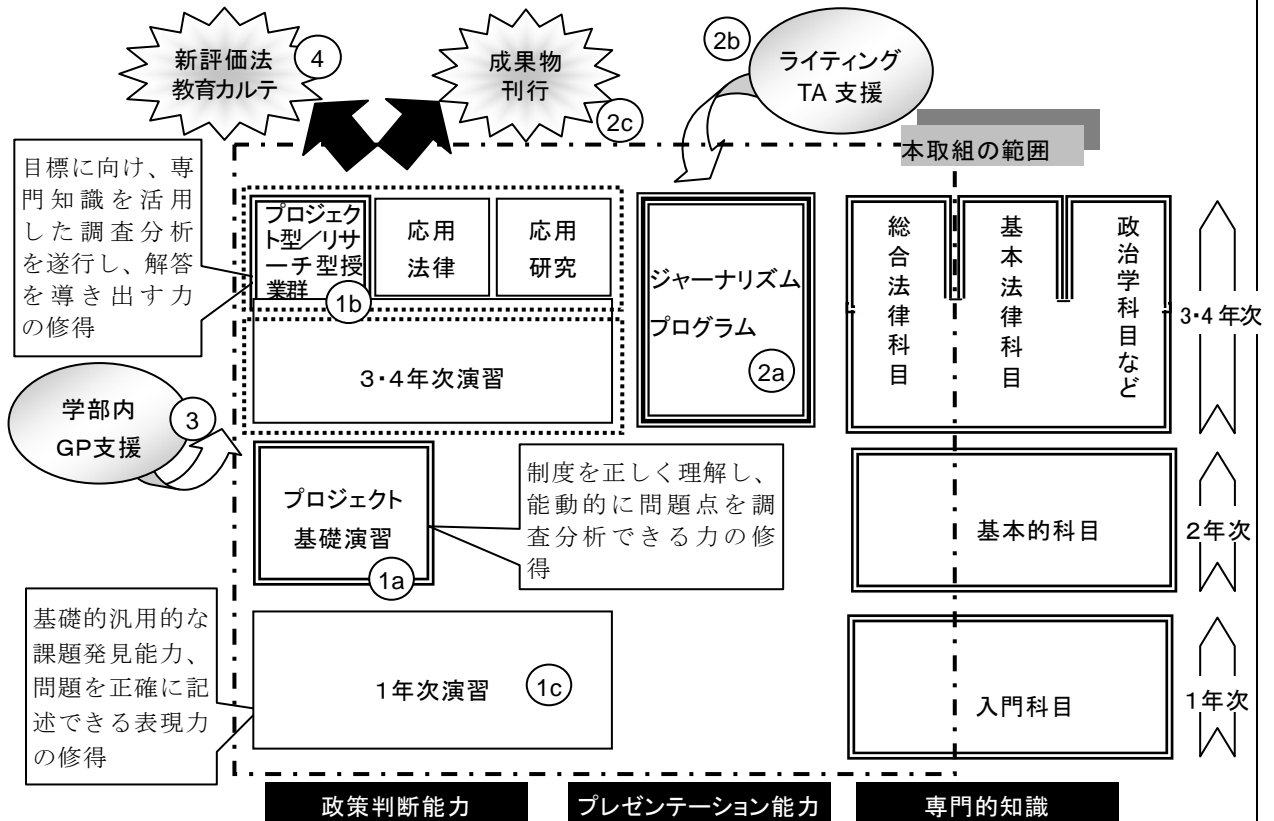 新評価法
教育カルテ
4
成果物
刊行
2c
2b
ライティング
TA 支援
本取組の範囲
目標に向け、専
門知識を活用
した調査分析
を遂行し、解答
を導き出す力
の修得
プロジェク
ト型／リサ
ーチ型授
業群
1b
応用
法律
応用
研究
3・4年次演習
ジャーナリズム
プログラム
2a
総合法律科目
基本法律科目
政治学科目など
3・4 年次
学部内
GP支援
3
プロジェクト
基礎演習
1a
制度を正しく理解し、
能動的に問題点を調
査分析できる力の修
得
基本的科目
2年次
基礎的汎用的な
課題発見能力、
問題を正確に記
述できる表現力
の修得
1年次演習
1c
入門科目
1年次
政策判断能力
プレゼンテーション能力
専門的知識